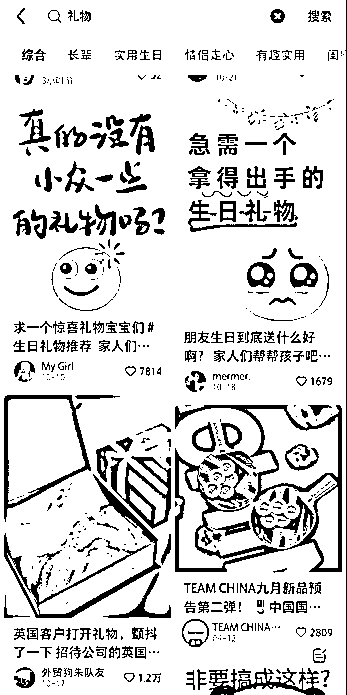 礼物
搜索
综合 长辈 实用生日 情侣走心 有趣实用
10-21
真的没有
小众一些
的礼物吗?
急需一个
拿得出手的
生日礼物
求一个惊喜礼物宝宝们#
生日礼物推荐 家人们…
My Girl
7814
朋友生日到底送什么好
啊? 家人们帮帮孩子吧…
mermer.
10-18
1679
英国客户打开礼物，颤抖
了一下 招待公司的英国…
外贸狗朱队友
1.2万
TEAM CHINA九月新品预
告第二弹! 中国国…
TEAM CHINA…
2809
非要搞成这样?